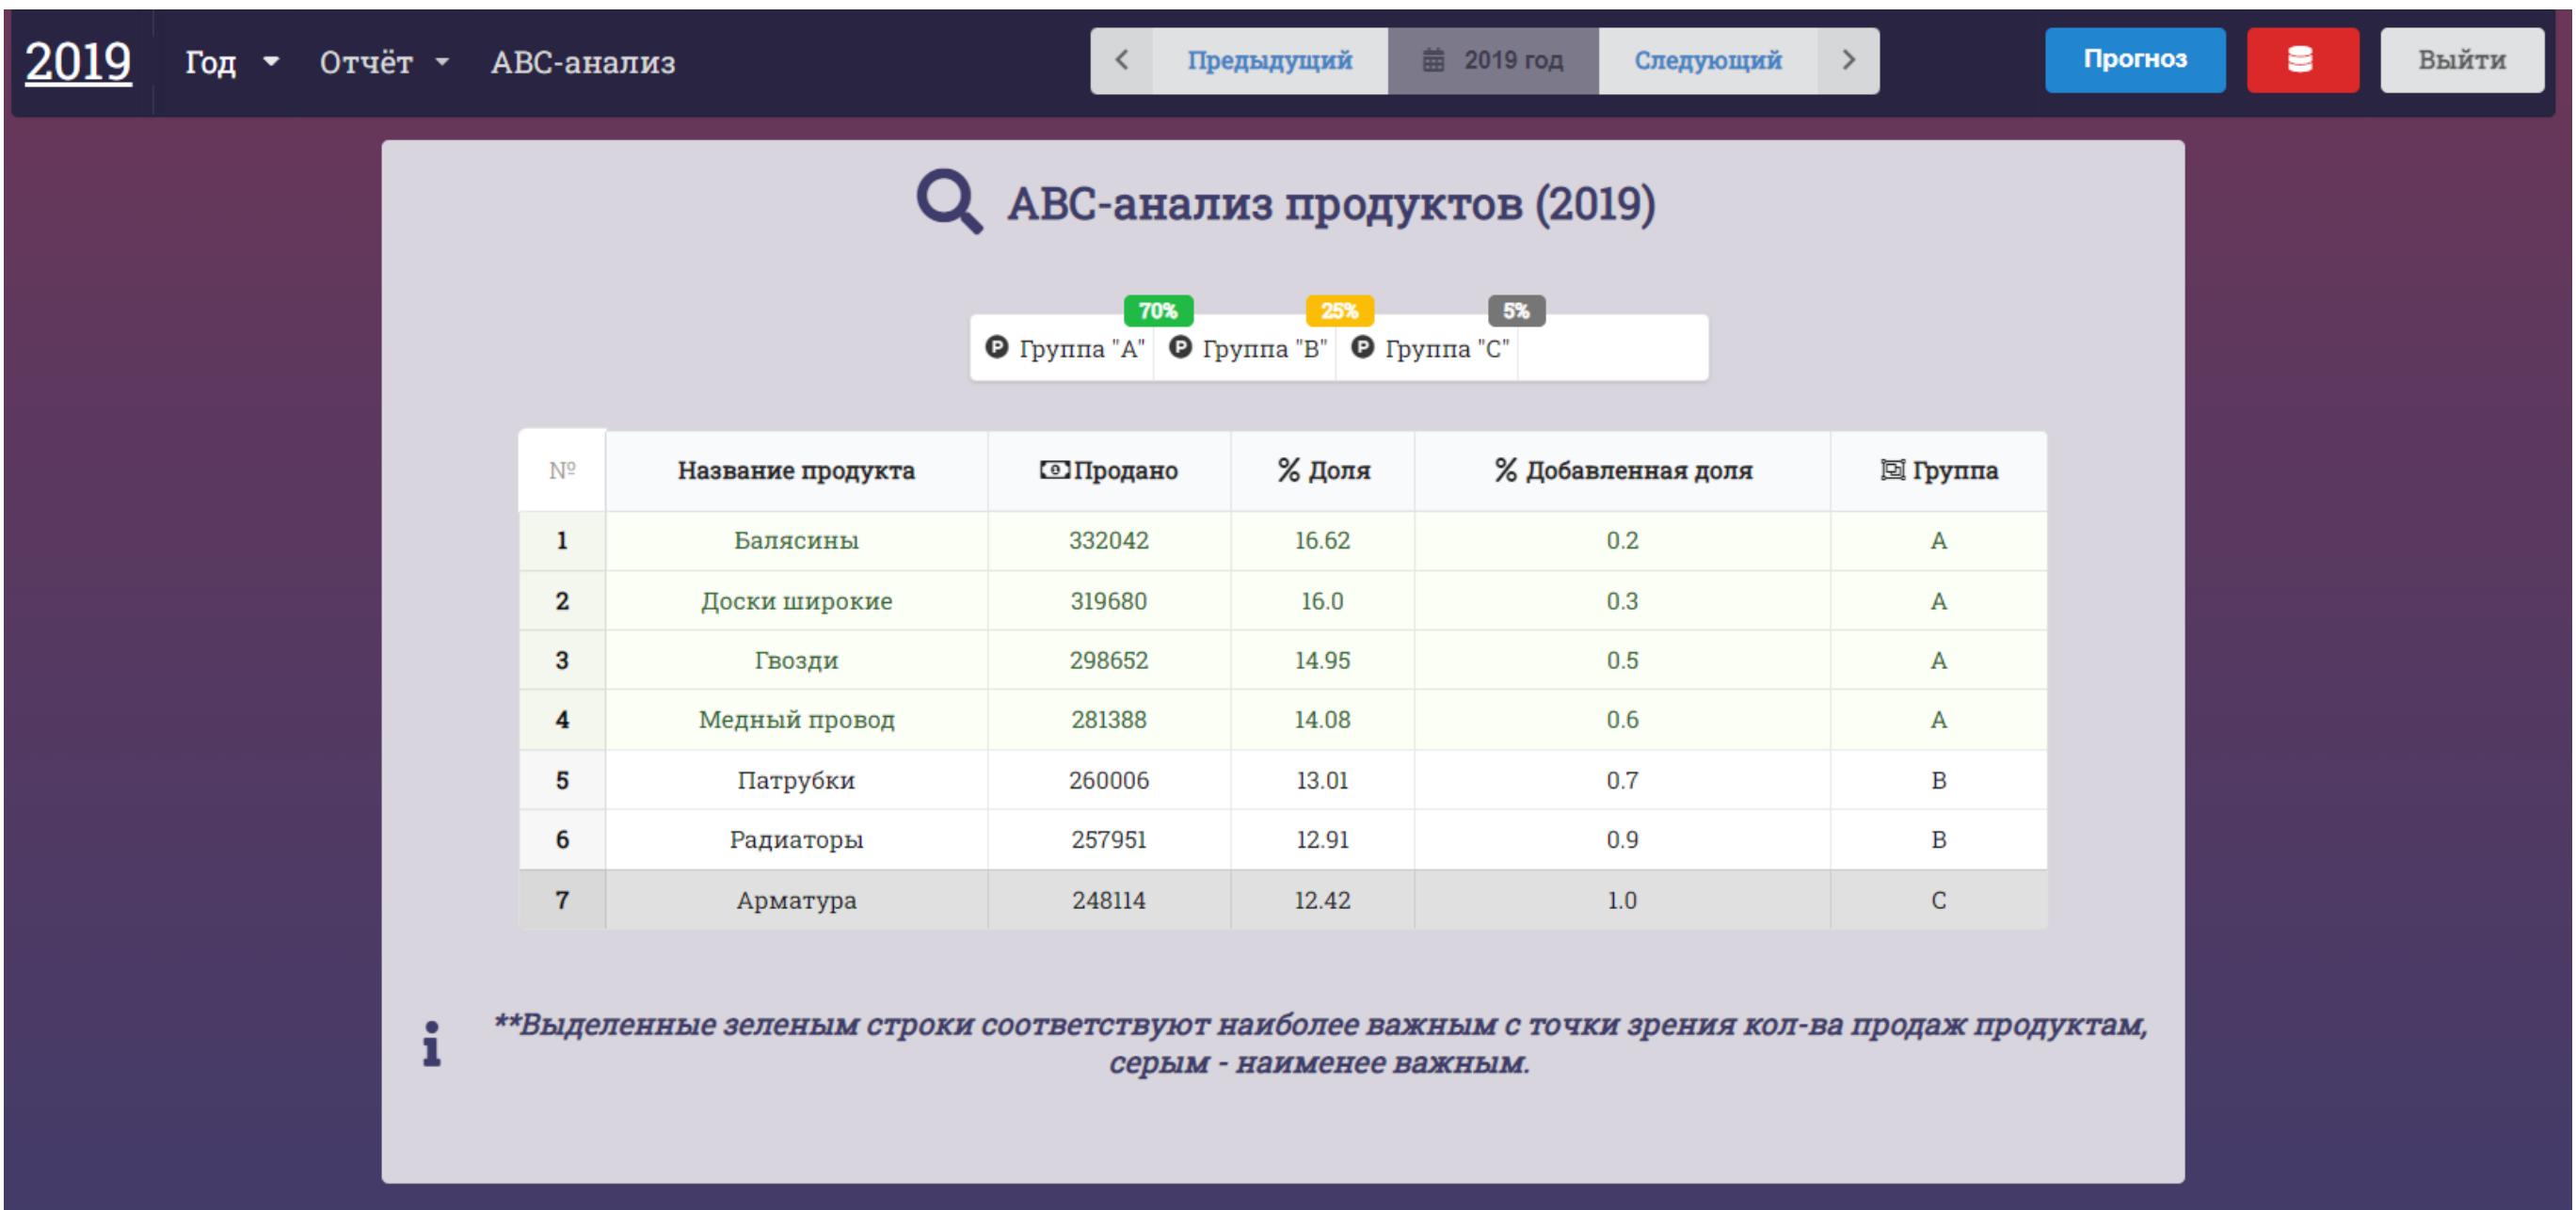 2019 Год Отчёт ABC-анализ Предыдущий 2019 год Следующий Прогноз Выйти
ABC-анализ продуктов (2019)
70% 25% 5%
Группа "A" Группа "B" Группа "C"
№ Название продукта Продано % Доля % Добавленная доля Группа
1 Балясины 332042 16.62 0.2 A
2 Доски широкие 319680 16.0 0.3 A
3 Гвозди 298652 14.95 0.5 A
4 Медный провод 281388 14.08 0.6 A
5 Патрубки 260006 13.01 0.7 B
6 Радиаторы 257951 12.91 0.9 B
7 Арматура 248114 12.42 1.0 C
**Выделенные зеленым строки соответствуют наиболее важным с точки зрения кол-ва продаж продуктам,
серым - наименее важным.